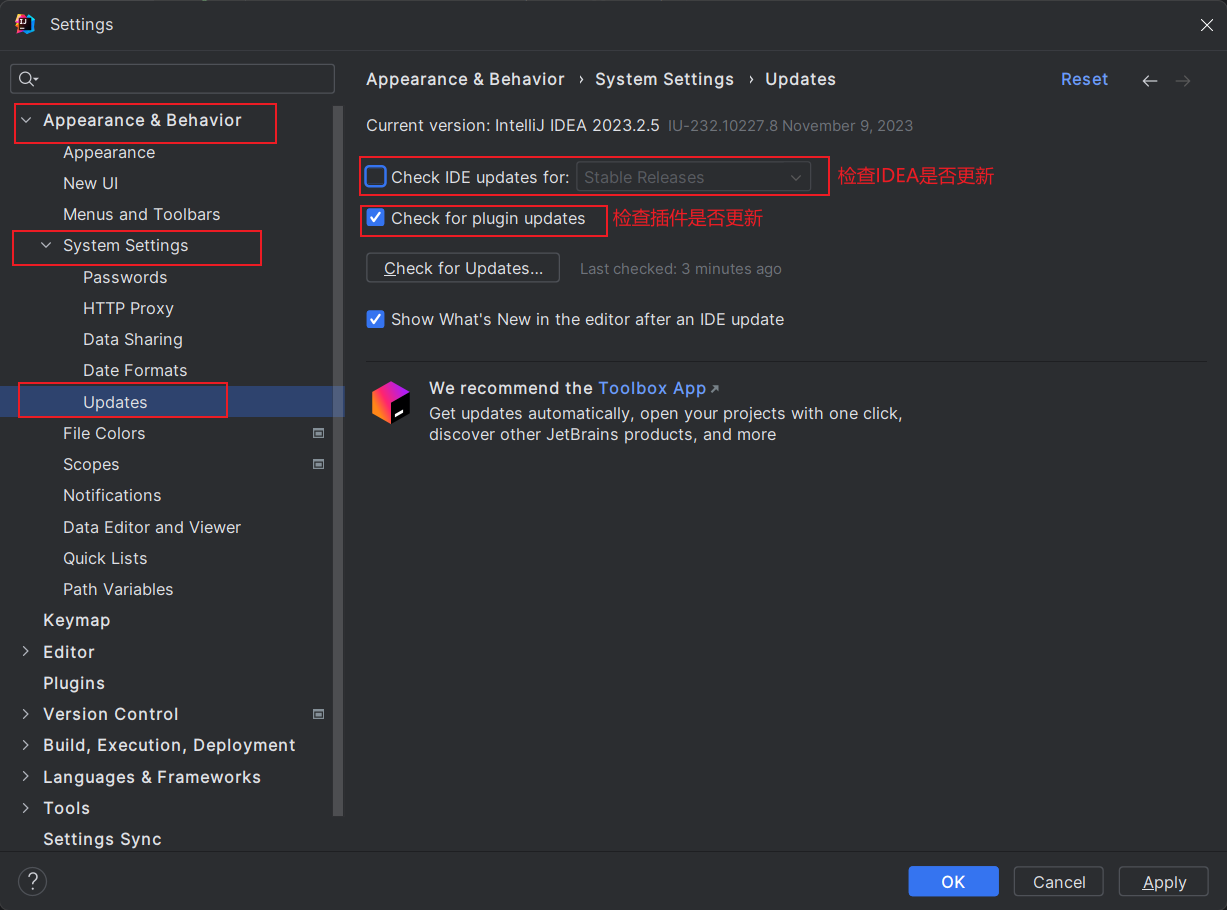 Settings
Appearance & Behavior
Appearance
New UI
Menus and Toolbars
System Settings
Passwords
HTTP Proxy
Data Sharing
Date Formats
Updates
File Colors
Scopes
Notifications
Data Editor and Viewer
Quick Lists
Path Variables
Keymap
Editor
Plugins
Version Control
Build, Execution, Deployment
Languages & Frameworks
Tools
Settings Sync
Appearance & Behavior › System Settings › Updates
Reset
Current version: IntelliJ IDEA 2023.2.5 IU-232.10227.8 November 9, 2023
Check IDE updates for: Stable Releases 检查IDEA是否更新
Check for plugin updates 检查插件是否更新
Check for Updates... Last checked: 3 minutes ago
Show What's New in the editor after an IDE update
We recommend the Toolbox App↗
Get updates automatically, open your projects with one click,
discover other JetBrains products, and more
?
OK Cancel Apply